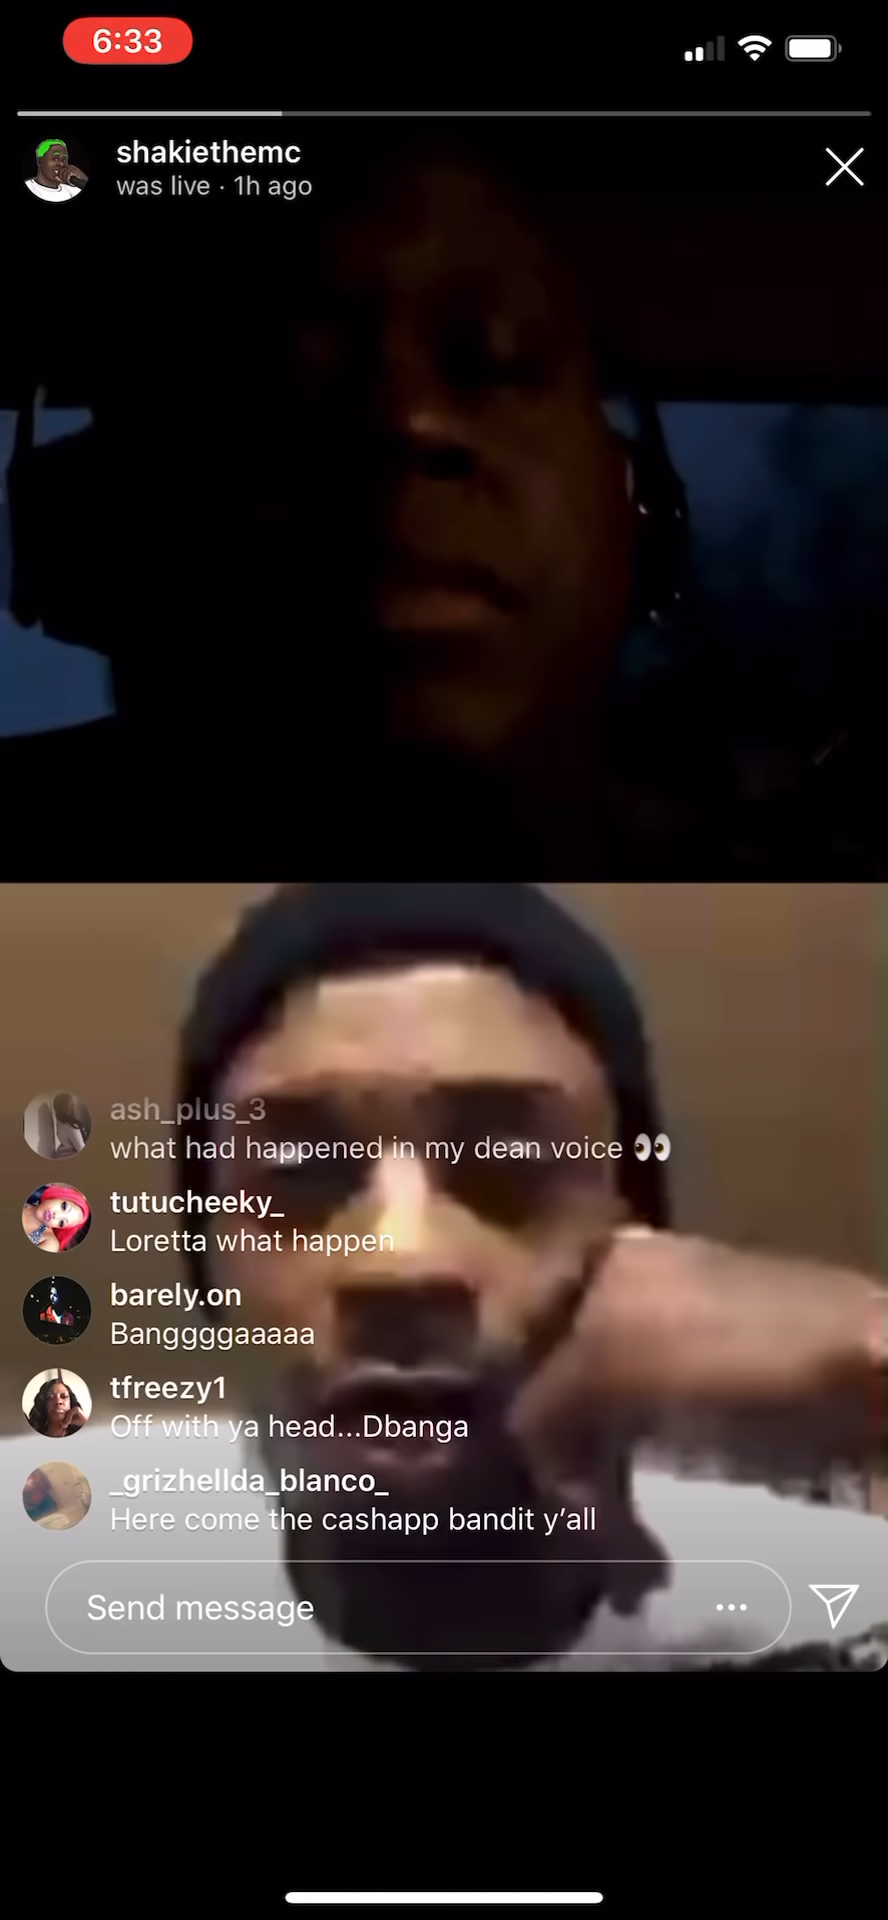 6:33
shakiethemc
was live · 1h ago
ash_plus_3
what had happened in my dean voice 👀
tutucheeky_
Loretta what happen
barely.on
Banggggaaaaa
tfreezy1
Off with ya head...Dbanga
_grizhellda_blanco_
Here come the cashapp bandit y’all
Send message